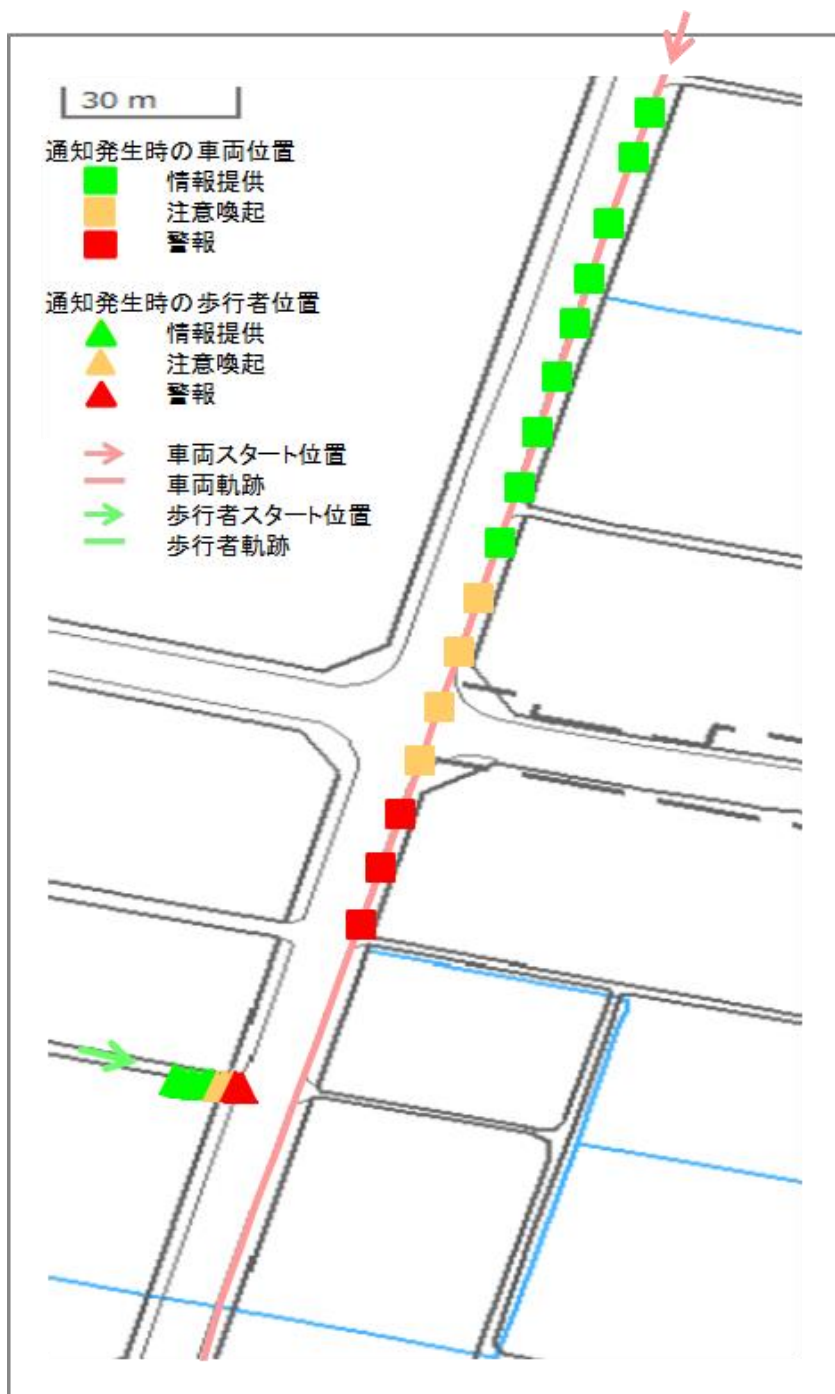 30 m
通知発生時の車両位置
情報提供
注意喚起
警報
通知発生時の歩行者位置
情報提供
注意喚起
警報
車両スタート位置
車両軌跡
歩行者スタート位置
歩行者軌跡